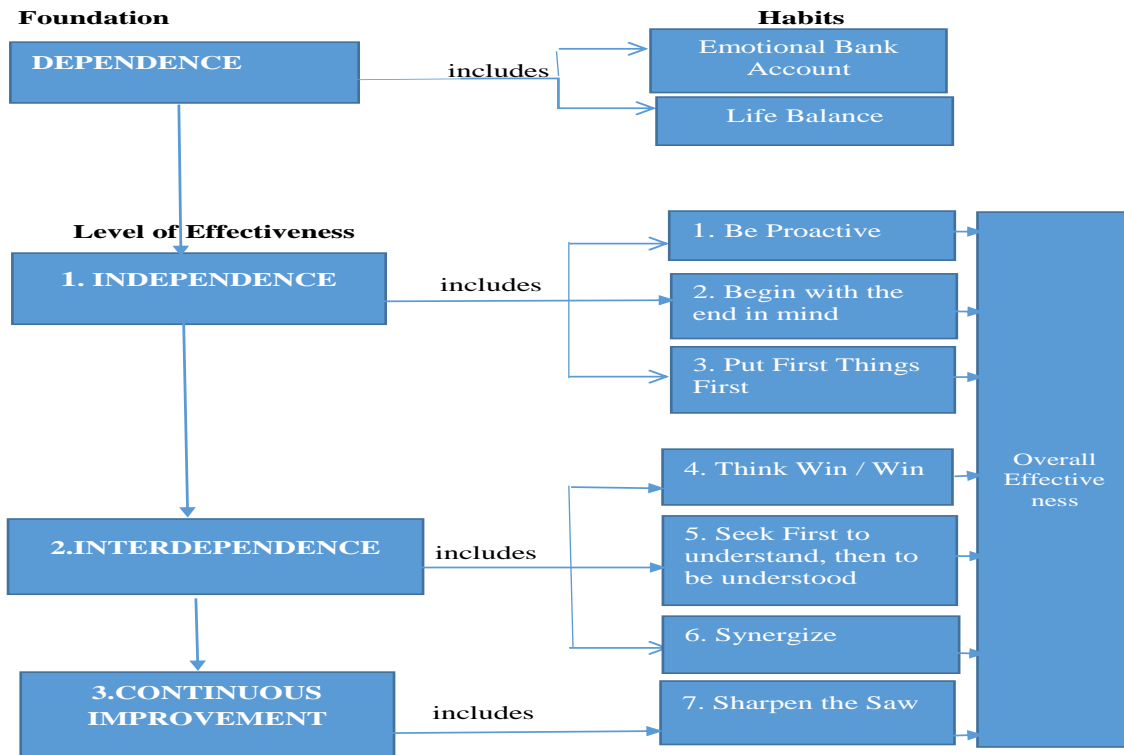 Foundation
Habits
DEPENDENCE
includes
Emotional Bank
Account
Life Balance
Level of Effectiveness
1. INDEPENDENCE
includes
1. Be Proactive
2. Begin with the
end in mind
3. Put First Things
First
2.INTERDEPENDENCE
includes
4. Think Win / Win
5. Seek First to
understand, then to
be understood
6. Synergize
3.CONTINUOUS
IMPROVEMENT
includes
7. Sharpen the Saw
Overall
Effective
ness